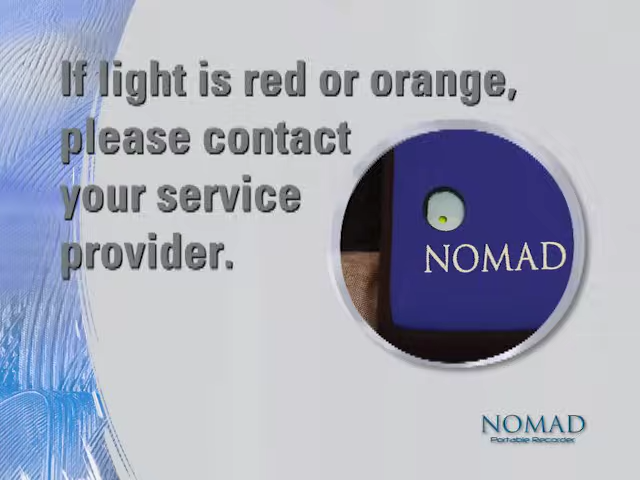 If light is red or orange,
please contact
your service
provider.
NOMAD
NOMAD
Portable Recorder